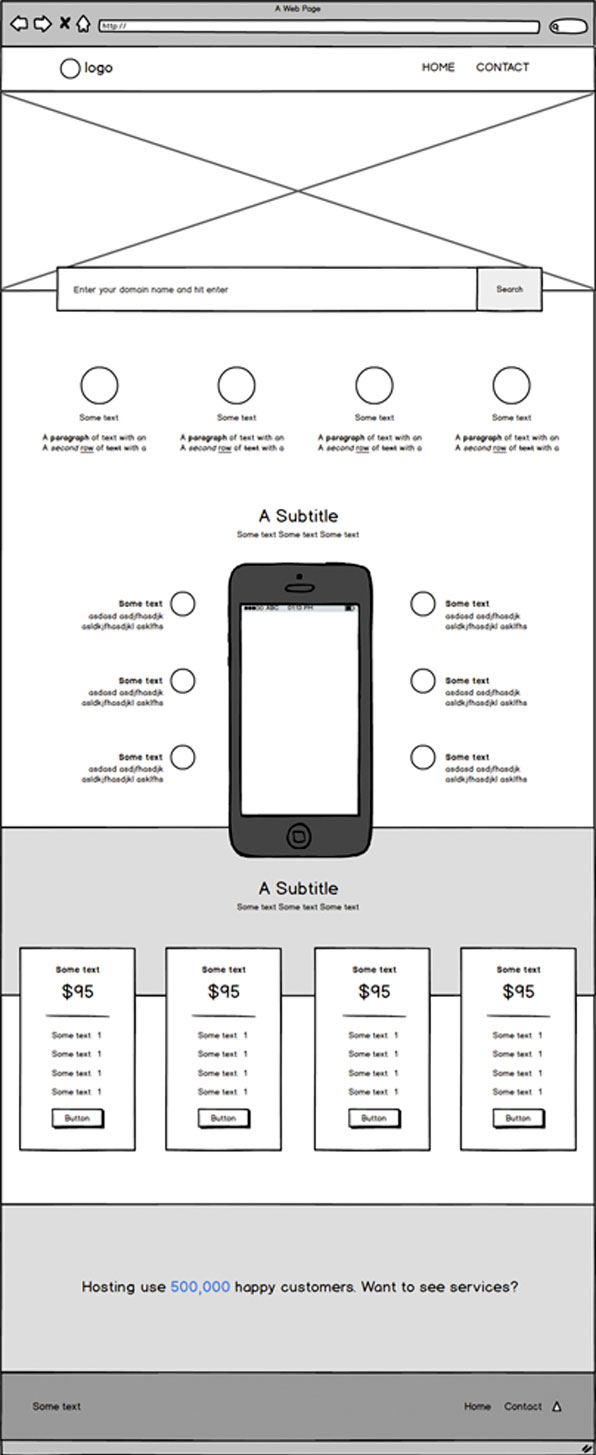 A Web Page
http://
logo HOME CONTACT
Enter your domain name and hit enter Search
Some text Some text Some text Some text
A paragraph of text with an A paragraph of text with an A paragraph of text with an A paragraph of text with an
A second row of text with a A second row of text with a A second row of text with a A second row of text with a
A Subtitle
Some text Some text Some text
ABC 01:13 PM
Some text Some text
asdasd asdjfhasdjk asdasd asdjfhasdjk
asldkjfhasdjkl asklfhs asldkjfhasdjkl asklfhs
Some text Some text
asdasd asdjfhasdjk asdasd asdjfhasdjk
asldkjfhasdjkl asklfhs asldkjfhasdjkl asklfhs
Some text Some text
asdasd asdjfhasdjk asdasd asdjfhasdjk
asldkjfhasdjkl asklfhs asldkjfhasdjkl asklfhs
A Subtitle
Some text Some text Some text
Some text Some text Some text Some text
$95 $95 $95 $95
Some text 1 Some text 1 Some text 1 Some text 1
Some text 1 Some text 1 Some text 1 Some text 1
Some text 1 Some text 1 Some text 1 Some text 1
Some text 1 Some text 1 Some text 1 Some text 1
Button Button Button Button
Hosting use 500,000 happy customers. Want to see services?
Some text Home Contact